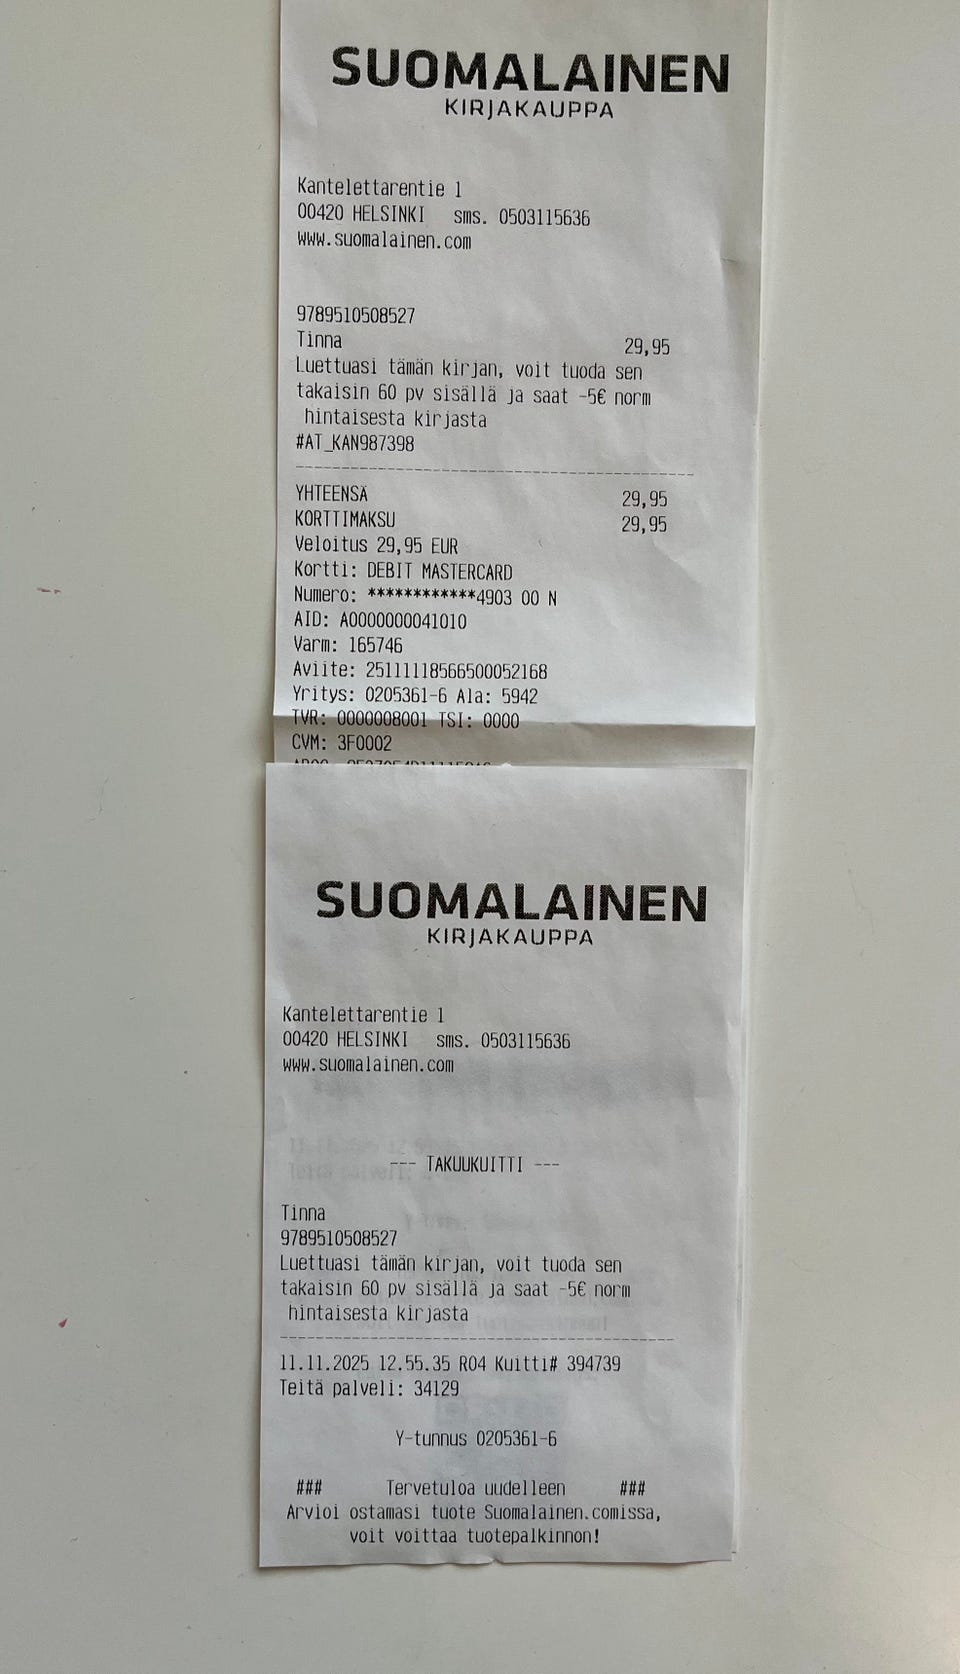 SUOMALAINEN
KIRJAKAUPPA
Kantelettarentie 1
00420 HELSINKI sms. 0503115636
www.suomalainen.com
9789510508527
Tinna 29,95
Luettuasi tämän kirjan, voit tuoda sen
takaisin 60 pv sisällä ja saat -5€ norm
hintaisesta kirjasta
#AT_KAN987398
YHTEENSÄ 29,95
KORTTIMAKSU 29,95
Veloitus 29,95 EUR
Kortti: DEBIT MASTERCARD
Numero: ************4903 00 N
AID: A0000000041010
Varm: 165746
Aviite: 25111118566500052168
Yritys: 0205361-6 Ala: 5942
TVR: 0000008001 TSI: 0000
CVM: 3F0002
SUOMALAINEN
KIRJAKAUPPA
Kantelettarentie 1
00420 HELSINKI sms. 0503115636
www.suomalainen.com
--- TAKUUKUITTI ---
Tinna
9789510508527
Luettuasi tämän kirjan, voit tuoda sen
takaisin 60 pv sisällä ja saat -5€ norm
hintaisesta kirjasta
11.11.2025 12.55.35 R04 Kuitti# 394739
Teitä palveli: 34129
Y-tunnus 0205361-6
### Tervetuloa uudelleen ###
Arvioi ostamasi tuote Suomalainen.comissa,
voit voittaa tuotepalkinnon!